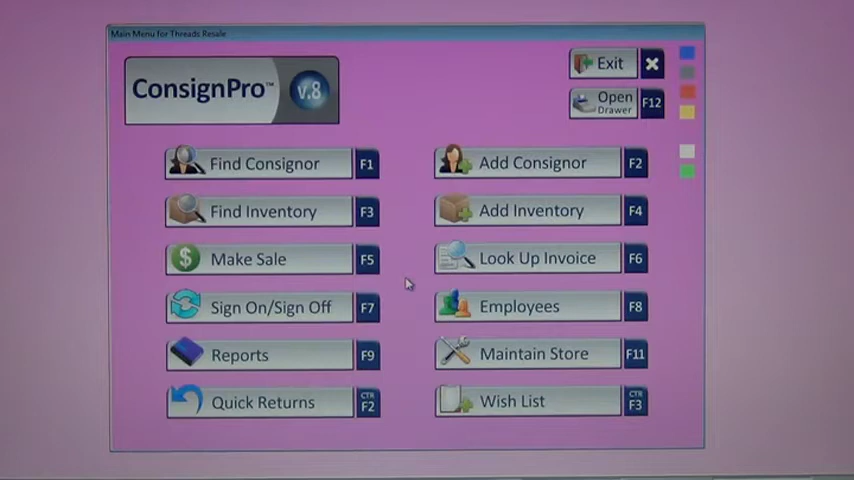 Main Menu for Threads Resale
ConsignPro™ v.8
Exit
Open Drawer F12
Find Consignor F1
Add Consignor F2
Find Inventory F3
Add Inventory F4
Make Sale F5
Look Up Invoice F6
Sign On/Sign Off F7
Employees F8
Reports F9
Maintain Store F11
Quick Returns CTR F2
Wish List CTR F3